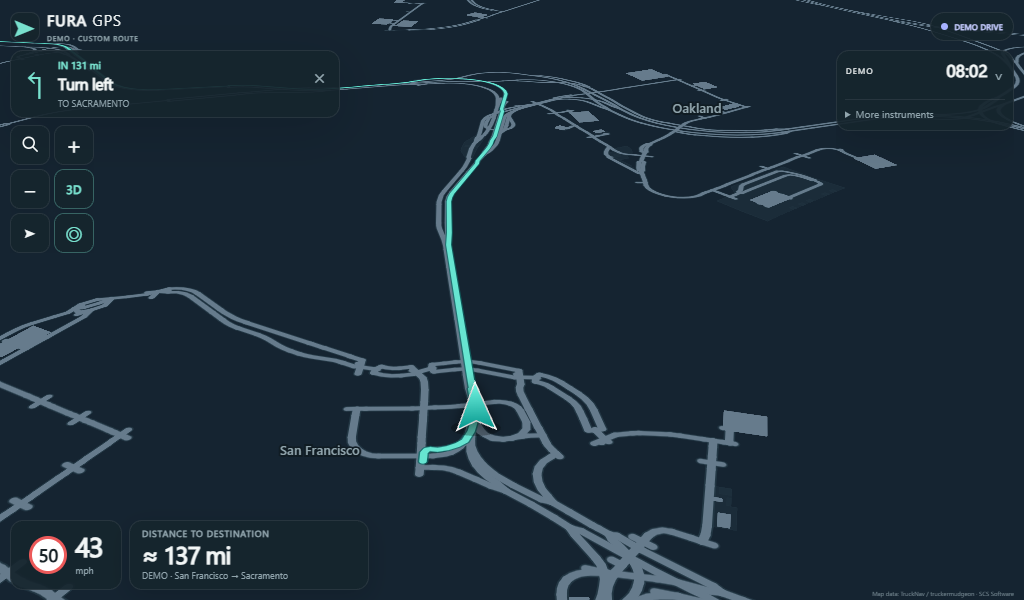 FURA GPS
DEMO · CUSTOM ROUTE
DEMO DRIVE
IN 131 mi
Turn left
TO SACRAMENTO
DEMO
08:02
More instruments
3D
Oakland
San Francisco
50
43
mph
DISTANCE TO DESTINATION
≈ 137 mi
DEMO · San Francisco → Sacramento
Map data: TruckNav / truckermudgeon · SCS Software